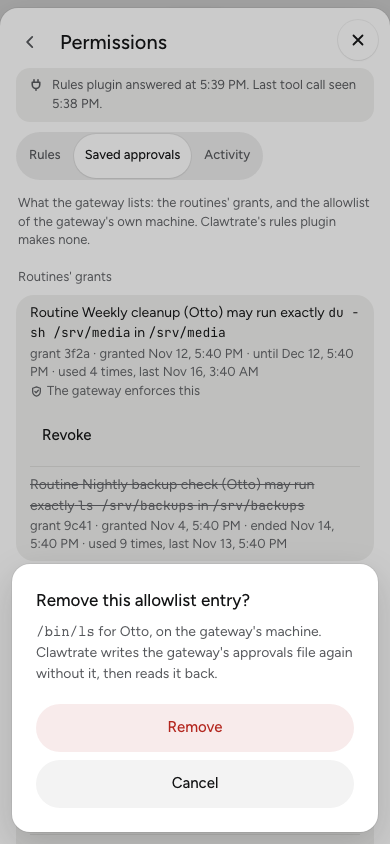 Permissions
Rules plugin answered at 5:39 PM. Last tool call seen
5:38 PM.
Rules
Saved approvals
Activity
What the gateway lists: the routines' grants, and the allowlist
of the gateway's own machine. Clawtrate's rules plugin
makes none.
Routines' grants
Routine Weekly cleanup (Otto) may run exactly du -
sh /srv/media in /srv/media
grant 3f2a · granted Nov 12, 5:40 PM · until Dec 12, 5:40
PM · used 4 times, last Nov 16, 3:40 AM
The gateway enforces this
Revoke
Routine Nightly backup check (Otto) may run
exactly ls /srv/backups in /srv/backups
grant 9c41 · granted Nov 4, 5:40 PM · ended Nov 14,
5:40 PM · used 9 times, last Nov 13, 5:40 PM
Remove this allowlist entry?
/bin/ls for Otto, on the gateway's machine.
Clawtrate writes the gateway's approvals file again
without it, then reads it back.
Remove
Cancel